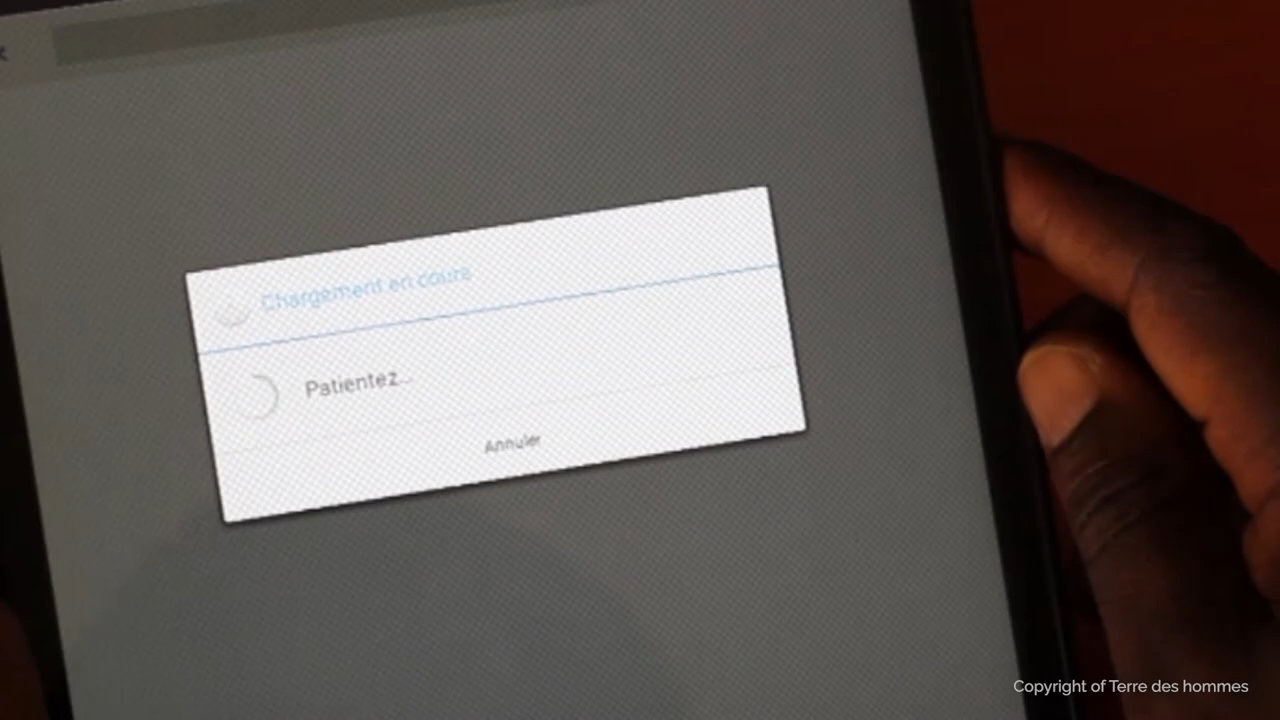 Chargement en cours
Patientez...
Annuler
Copyright of Terre des hommes